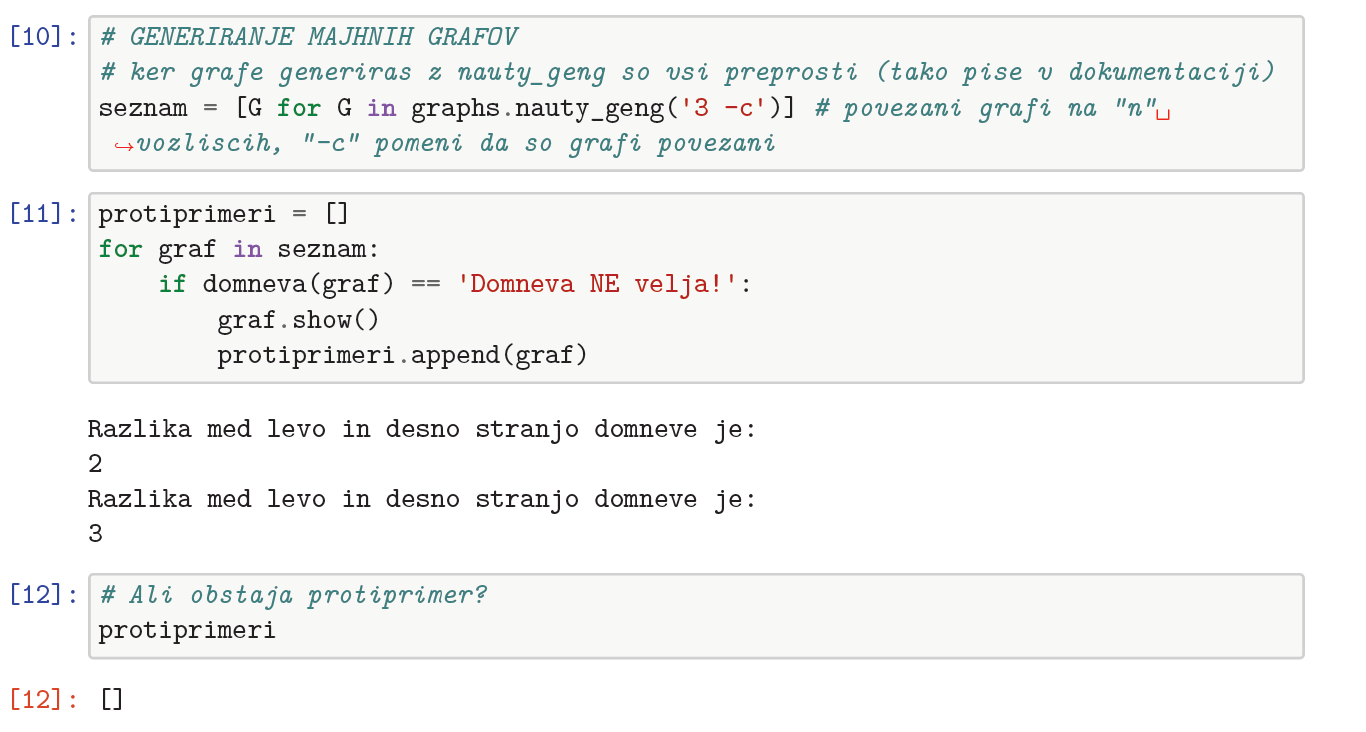 [10]: # GENERIRANJE MAJHNIH GRAFOV
# ker grafe generiras z nauty_geng so vsi preprosti (tako pise v dokumentaciji)
seznam = [G for G in graphs.nauty_geng('3 -c')] # povezani grafi na "n"␣
↪vozliscih, "-c" pomeni da so grafi povezani
[11]: protiprimeri = []
for graf in seznam:
    if domneva(graf) == 'Domneva NE velja!':
        graf.show()
        protiprimeri.append(graf)
Razlika med levo in desno stranjo domneve je:
2
Razlika med levo in desno stranjo domneve je:
3
[12]: # Ali obstaja protiprimer?
protiprimeri
[12]: []